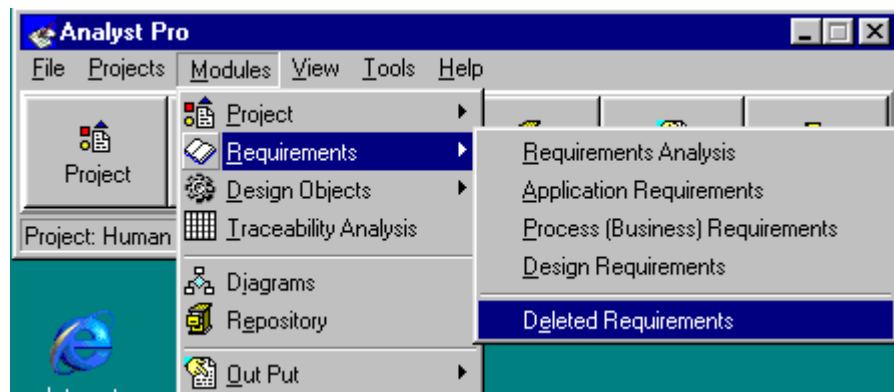 Analyst Pro
File Projects Modules View Tools Help
Project
Project
Requirements
Requirements Analysis
Design Objects
Application Requirements
Project: Human
Traceability Analysis
Process (Business) Requirements
Design Requirements
Diagrams
Repository
Deleted Requirements
Out Put